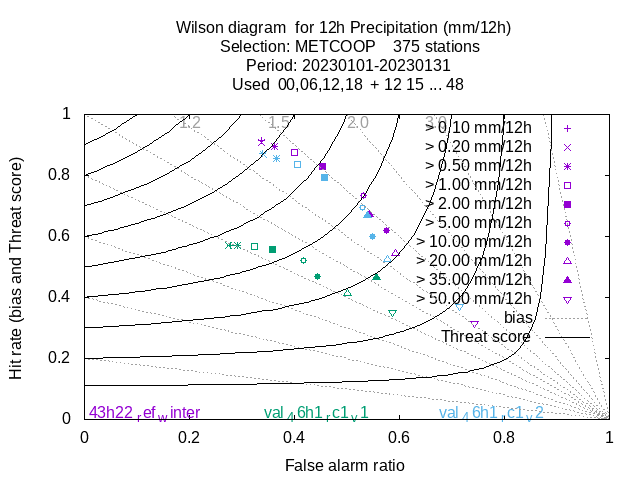 Wilson diagram  for 12h Precipitation (mm/12h)
Selection: METCOOP    375 stations
Period: 20230101-20230131
Used  00,06,12,18  + 12 15 ... 48
Hit rate (bias and Threat score)
1
0.8
0.6
0.4
0.2
0
1.2 1.5 2.0 3.0
> 0.10 mm/12h
> 0.20 mm/12h
> 0.50 mm/12h
> 1.00 mm/12h
> 2.00 mm/12h
> 5.00 mm/12h
> 10.00 mm/12h
> 20.00 mm/12h
> 35.00 mm/12h
> 50.00 mm/12h
bias
Threat score
43h22_ref_winter val_46h1_rc1_v1 val_46h1_rc1_v2
0 0.2 0.4 0.6 0.8 1
False alarm ratio